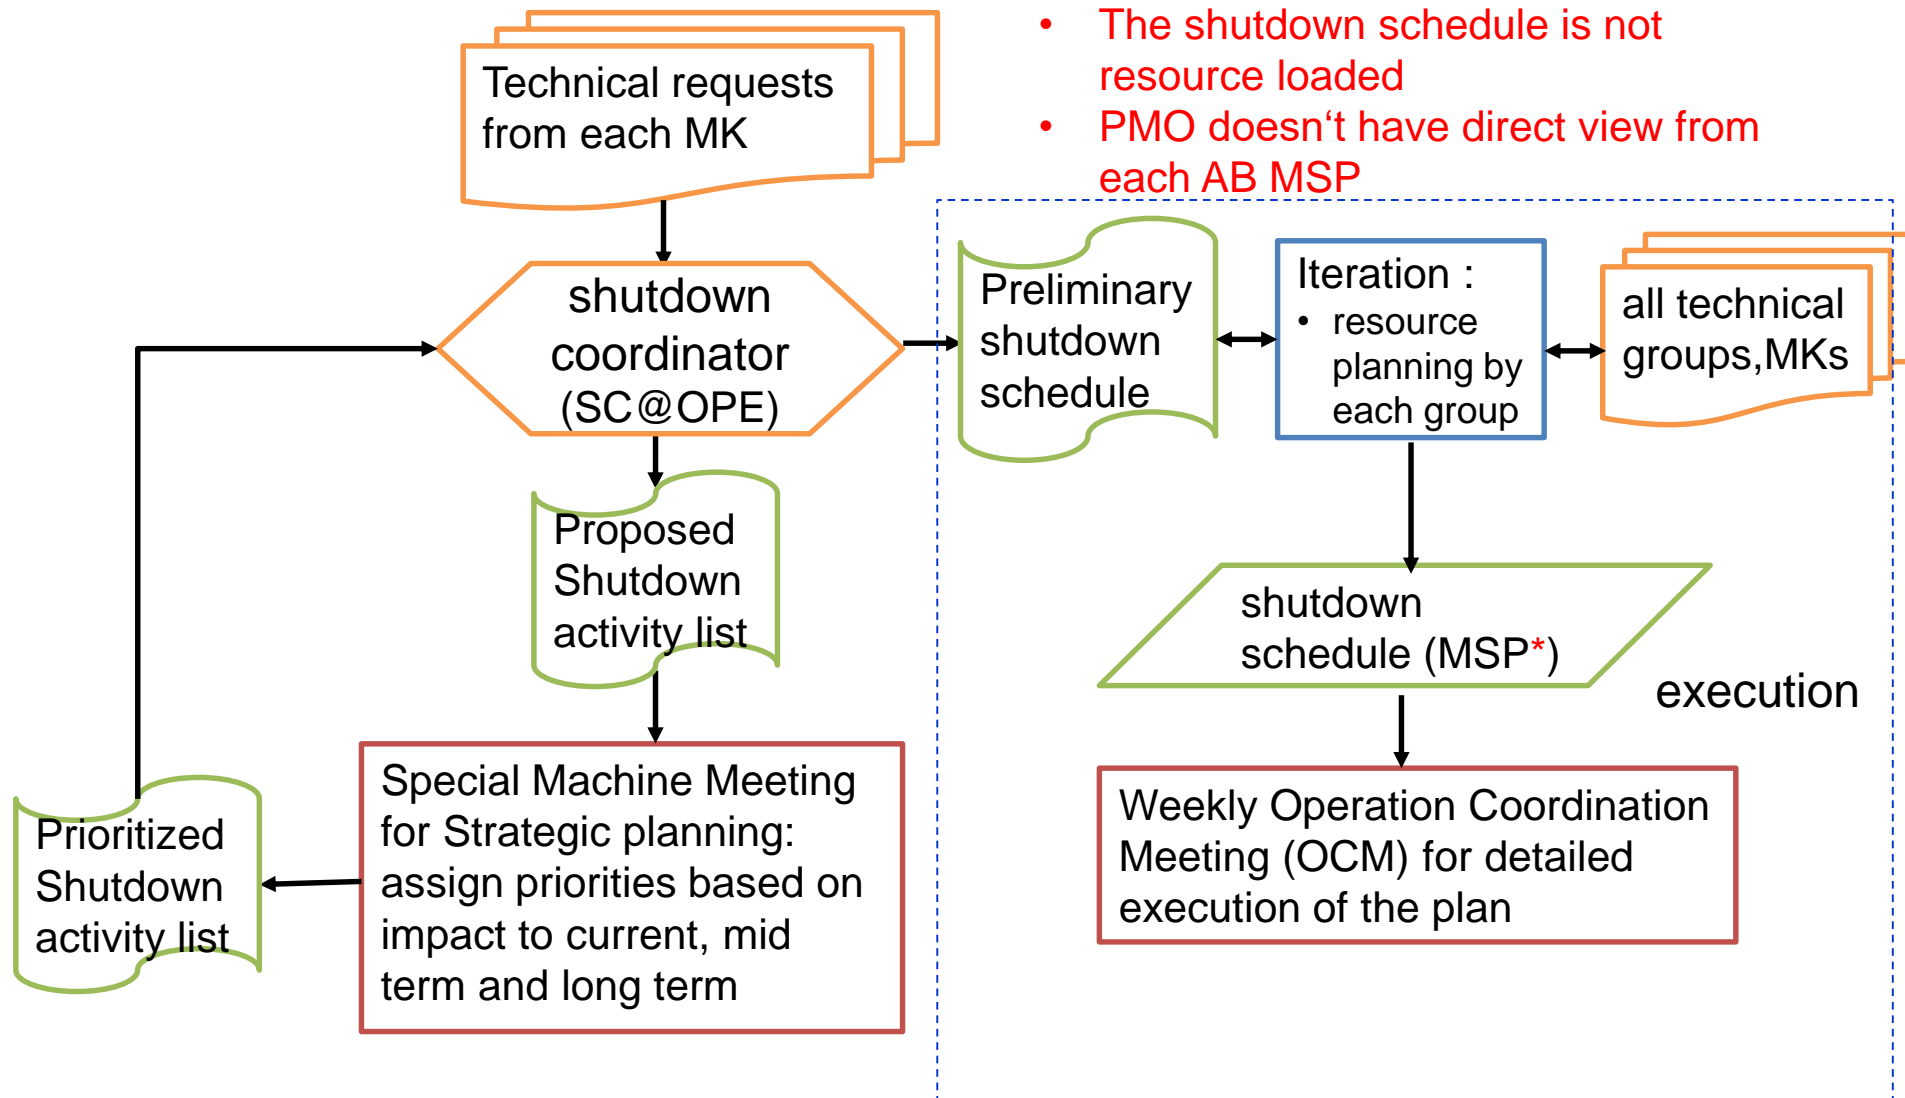 • The shutdown schedule is not
resource loaded
• PMO doesn‘t have direct view from
each AB MSP
Technical requests
from each MK
shutdown
coordinator
(SC@OPE)
Preliminary
shutdown
schedule
Iteration :
• resource
planning by
each group
all technical
groups,MKs
Proposed
Shutdown
activity list
shutdown
schedule (MSP*)
execution
Prioritized
Shutdown
activity list
Special Machine Meeting
for Strategic planning:
assign priorities based on
impact to current, mid
term and long term
Weekly Operation Coordination
Meeting (OCM) for detailed
execution of the plan